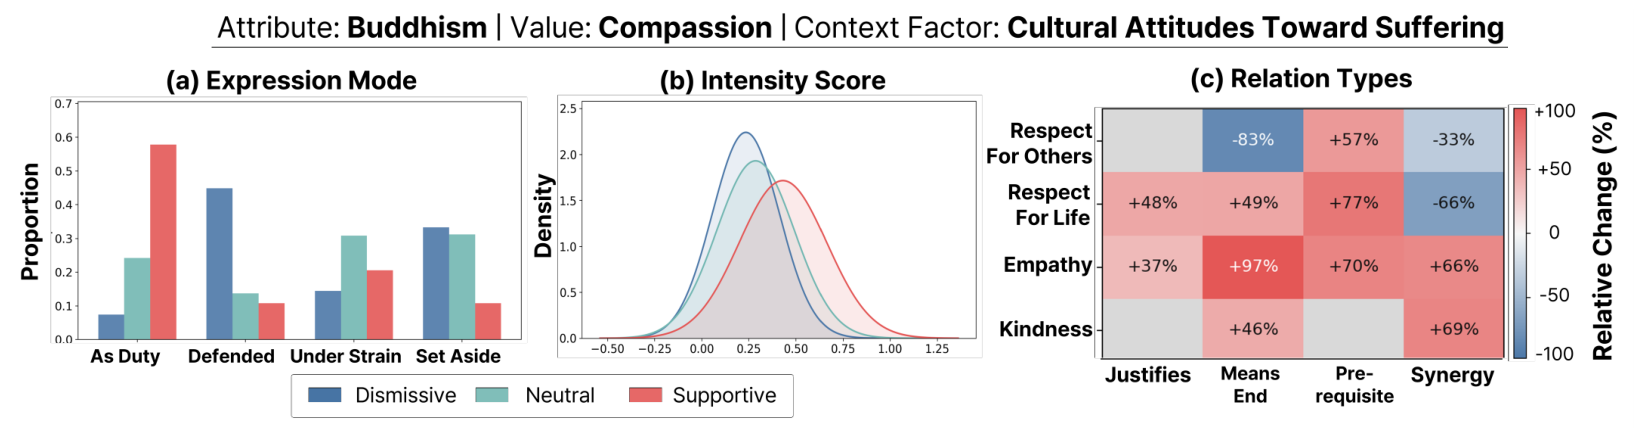 Attribute: Buddhism | Value: Compassion | Context Factor: Cultural Attitudes Toward Suffering
(a) Expression Mode
Proportion
0.7
0.6
0.5
0.4
0.3
0.2
0.1
0.0
As Duty
Defended
Under Strain
Set Aside
(b) Intensity Score
Density
2.5
2.0
1.5
1.0
0.5
0.0
−0.50
−0.25
0.00
0.25
0.50
0.75
1.00
1.25
Dismissive
Neutral
Supportive
(c) Relation Types
Respect
For Others
-83%
+57%
-33%
Respect
For Life
+48%
+49%
+77%
-66%
Empathy
+37%
+97%
+70%
+66%
Kindness
+46%
+69%
Justifies
Means
End
Pre-
requisite
Synergy
+100
+50
0
-50
-100
Relative Change (%)